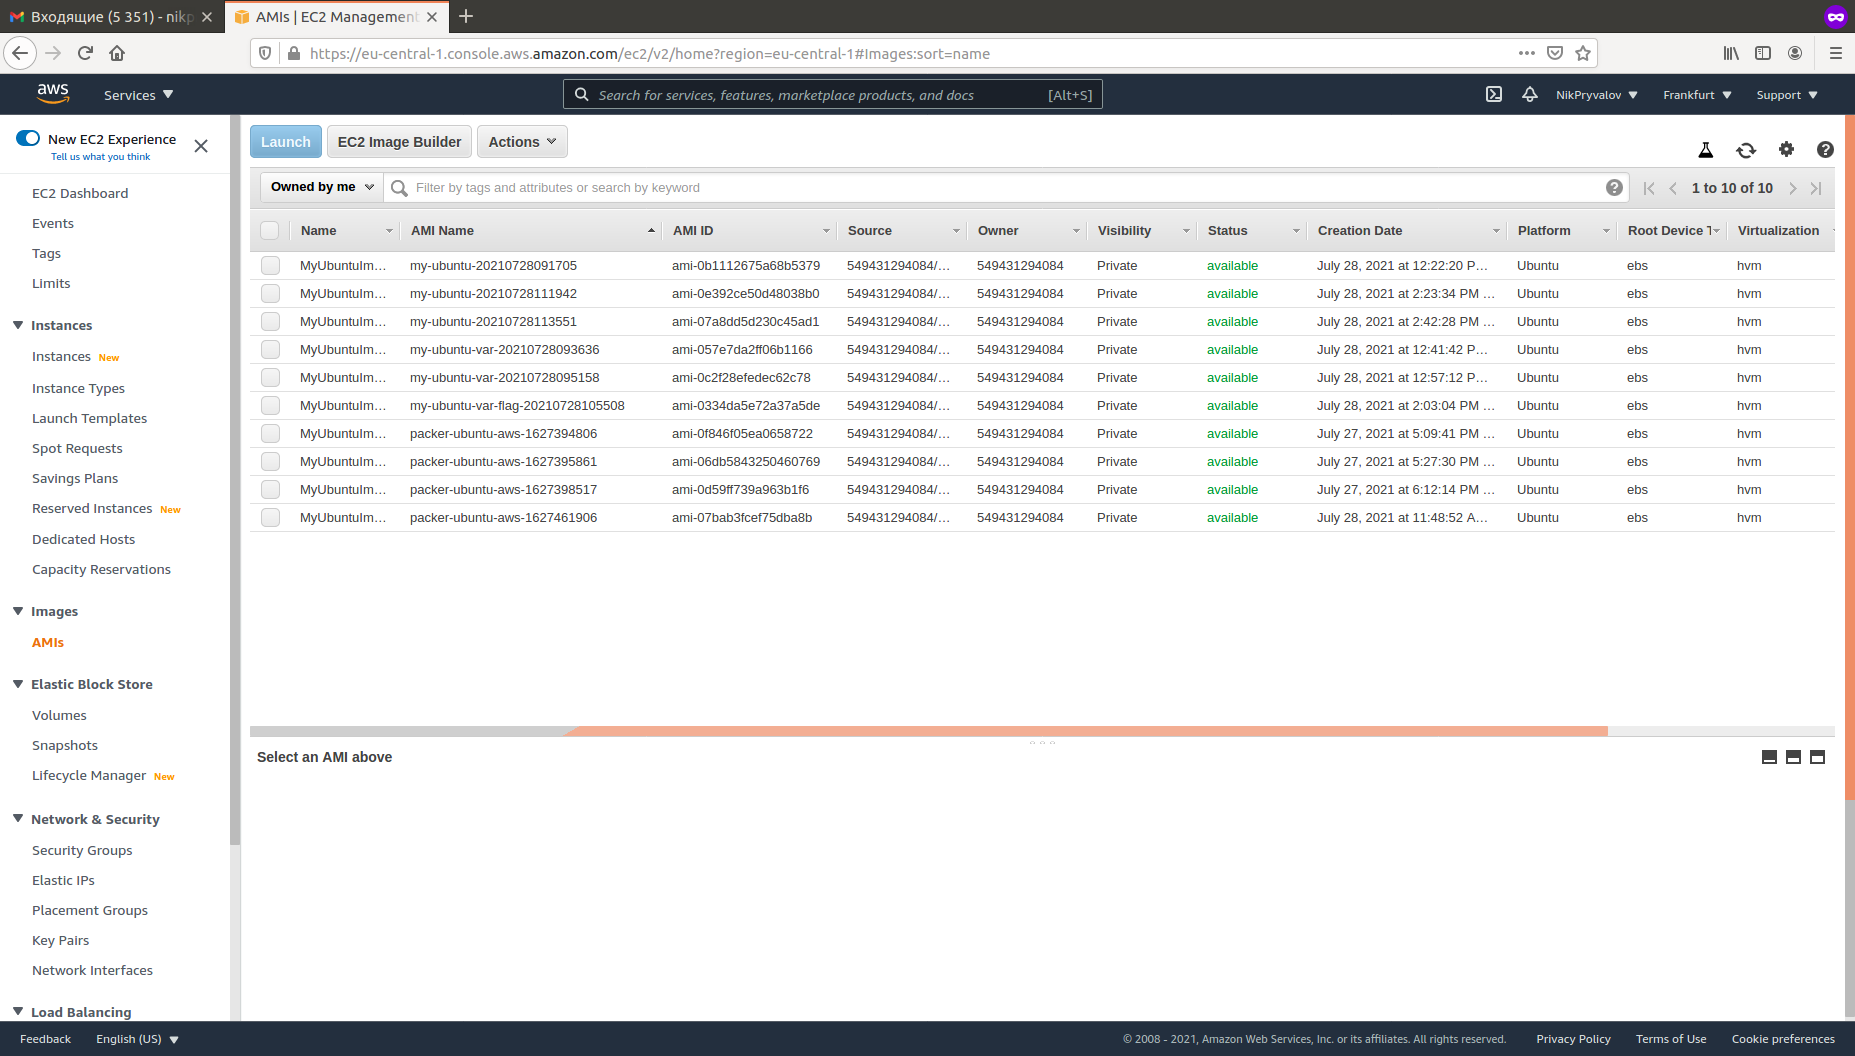 Входящие (5 351) - nikp
AMIs | EC2 Management
https://eu-central-1.console.aws.amazon.com/ec2/v2/home?region=eu-central-1#Images:sort=name
aws Services Search for services, features, marketplace products, and docs [Alt+S] NikPryvalov Frankfurt Support
New EC2 Experience
Tell us what you think
EC2 Dashboard
Events
Tags
Limits
Instances
Instances New
Instance Types
Launch Templates
Spot Requests
Savings Plans
Reserved Instances New
Dedicated Hosts
Capacity Reservations
Images
AMIs
Elastic Block Store
Volumes
Snapshots
Lifecycle Manager New
Network & Security
Security Groups
Elastic IPs
Placement Groups
Key Pairs
Network Interfaces
Load Balancing
Launch EC2 Image Builder Actions
Owned by me Filter by tags and attributes or search by keyword 1 to 10 of 10
Name AMI Name AMI ID Source Owner Visibility Status Creation Date Platform Root Device T Virtualization
MyUbuntuIm... my-ubuntu-20210728091705 ami-0b1112675a68b5379 549431294084/... 549431294084 Private available July 28, 2021 at 12:22:20 P... Ubuntu ebs hvm
MyUbuntuIm... my-ubuntu-20210728111942 ami-0e392ce50d48038b0 549431294084/... 549431294084 Private available July 28, 2021 at 2:23:34 PM ... Ubuntu ebs hvm
MyUbuntuIm... my-ubuntu-20210728113551 ami-07a8dd5d230c45ad1 549431294084/... 549431294084 Private available July 28, 2021 at 2:42:28 PM ... Ubuntu ebs hvm
MyUbuntuIm... my-ubuntu-var-20210728093636 ami-057e7da2ff06b1166 549431294084/... 549431294084 Private available July 28, 2021 at 12:41:42 P... Ubuntu ebs hvm
MyUbuntuIm... my-ubuntu-var-20210728095158 ami-0c2f28efedec62c78 549431294084/... 549431294084 Private available July 28, 2021 at 12:57:12 P... Ubuntu ebs hvm
MyUbuntuIm... my-ubuntu-var-flag-20210728105508 ami-0334da5e72a37a5de 549431294084/... 549431294084 Private available July 28, 2021 at 2:03:04 PM ... Ubuntu ebs hvm
MyUbuntuIm... packer-ubuntu-aws-1627394806 ami-0f846f05ea0658722 549431294084/... 549431294084 Private available July 27, 2021 at 5:09:41 PM ... Ubuntu ebs hvm
MyUbuntuIm... packer-ubuntu-aws-1627395861 ami-06db5843250460769 549431294084/... 549431294084 Private available July 27, 2021 at 5:27:30 PM ... Ubuntu ebs hvm
MyUbuntuIm... packer-ubuntu-aws-1627398517 ami-0d59ff739a963b1f6 549431294084/... 549431294084 Private available July 27, 2021 at 6:12:14 PM ... Ubuntu ebs hvm
MyUbuntuIm... packer-ubuntu-aws-1627461906 ami-07bab3fcef75dba8b 549431294084/... 549431294084 Private available July 28, 2021 at 11:48:52 A... Ubuntu ebs hvm
Select an AMI above
Feedback English (US) © 2008 - 2021, Amazon Web Services, Inc. or its affiliates. All rights reserved. Privacy Policy Terms of Use Cookie preferences